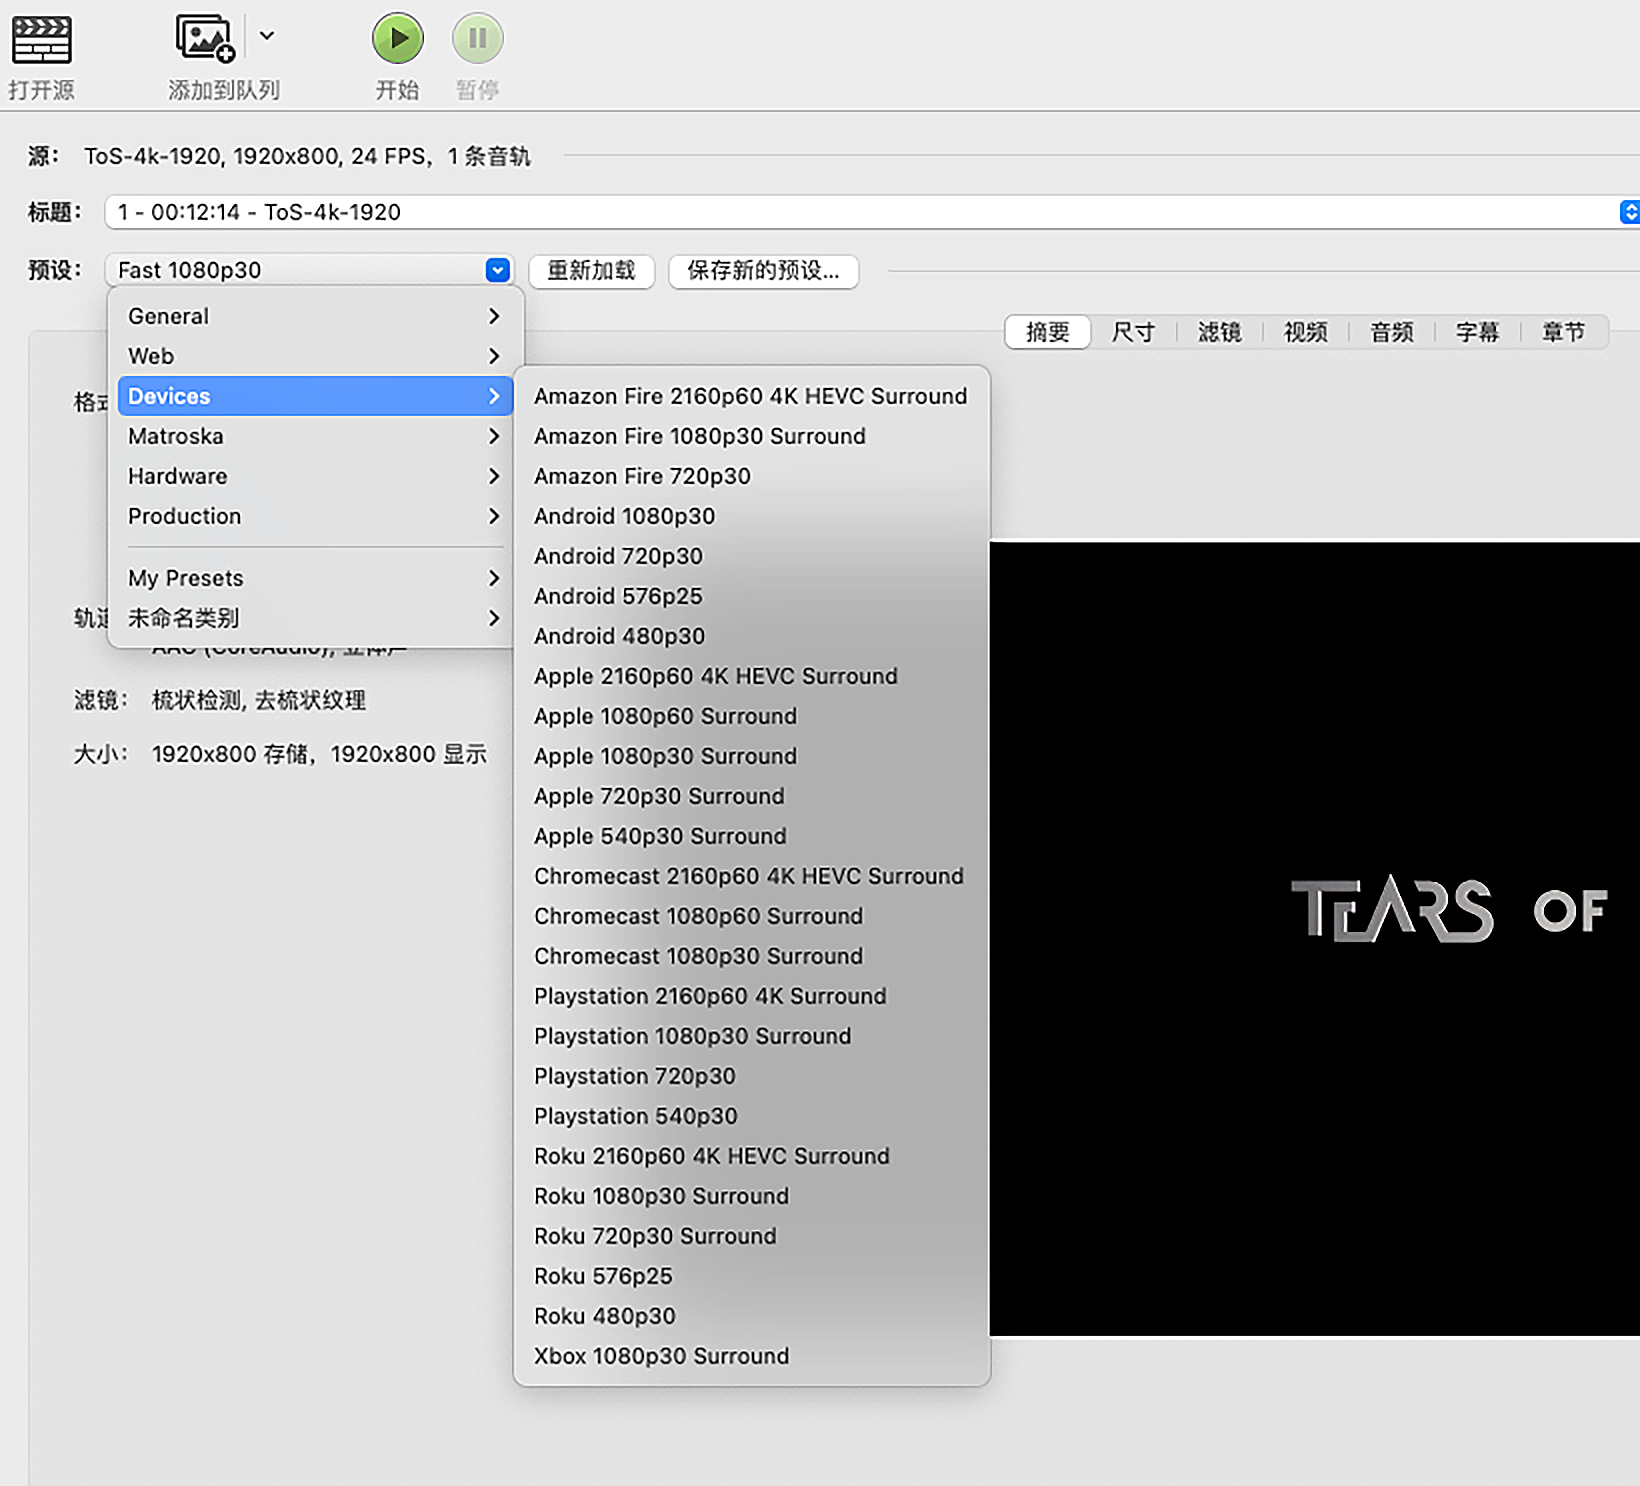 打开源 添加到队列 开始 暂停
源： ToS-4k-1920, 1920x800, 24 FPS，1 条音轨
标题： 1 - 00:12:14 - ToS-4k-1920
预设： Fast 1080p30 重新加载 保存新的预设...
摘要 尺寸 滤镜 视频 音频 字幕 章节
General
Web
Devices
Matroska
Hardware
Production
My Presets
未命名类别
格式
轨道
AAC (CoreAudio), 立体声
滤镜： 梳状检测, 去梳状纹理
大小： 1920x800 存储，1920x800 显示
Amazon Fire 2160p60 4K HEVC Surround
Amazon Fire 1080p30 Surround
Amazon Fire 720p30
Android 1080p30
Android 720p30
Android 576p25
Android 480p30
Apple 2160p60 4K HEVC Surround
Apple 1080p60 Surround
Apple 1080p30 Surround
Apple 720p30 Surround
Apple 540p30 Surround
Chromecast 2160p60 4K HEVC Surround
Chromecast 1080p60 Surround
Chromecast 1080p30 Surround
Playstation 2160p60 4K Surround
Playstation 1080p30 Surround
Playstation 720p30
Playstation 540p30
Roku 2160p60 4K HEVC Surround
Roku 1080p30 Surround
Roku 720p30 Surround
Roku 576p25
Roku 480p30
Xbox 1080p30 Surround
TEARS OF